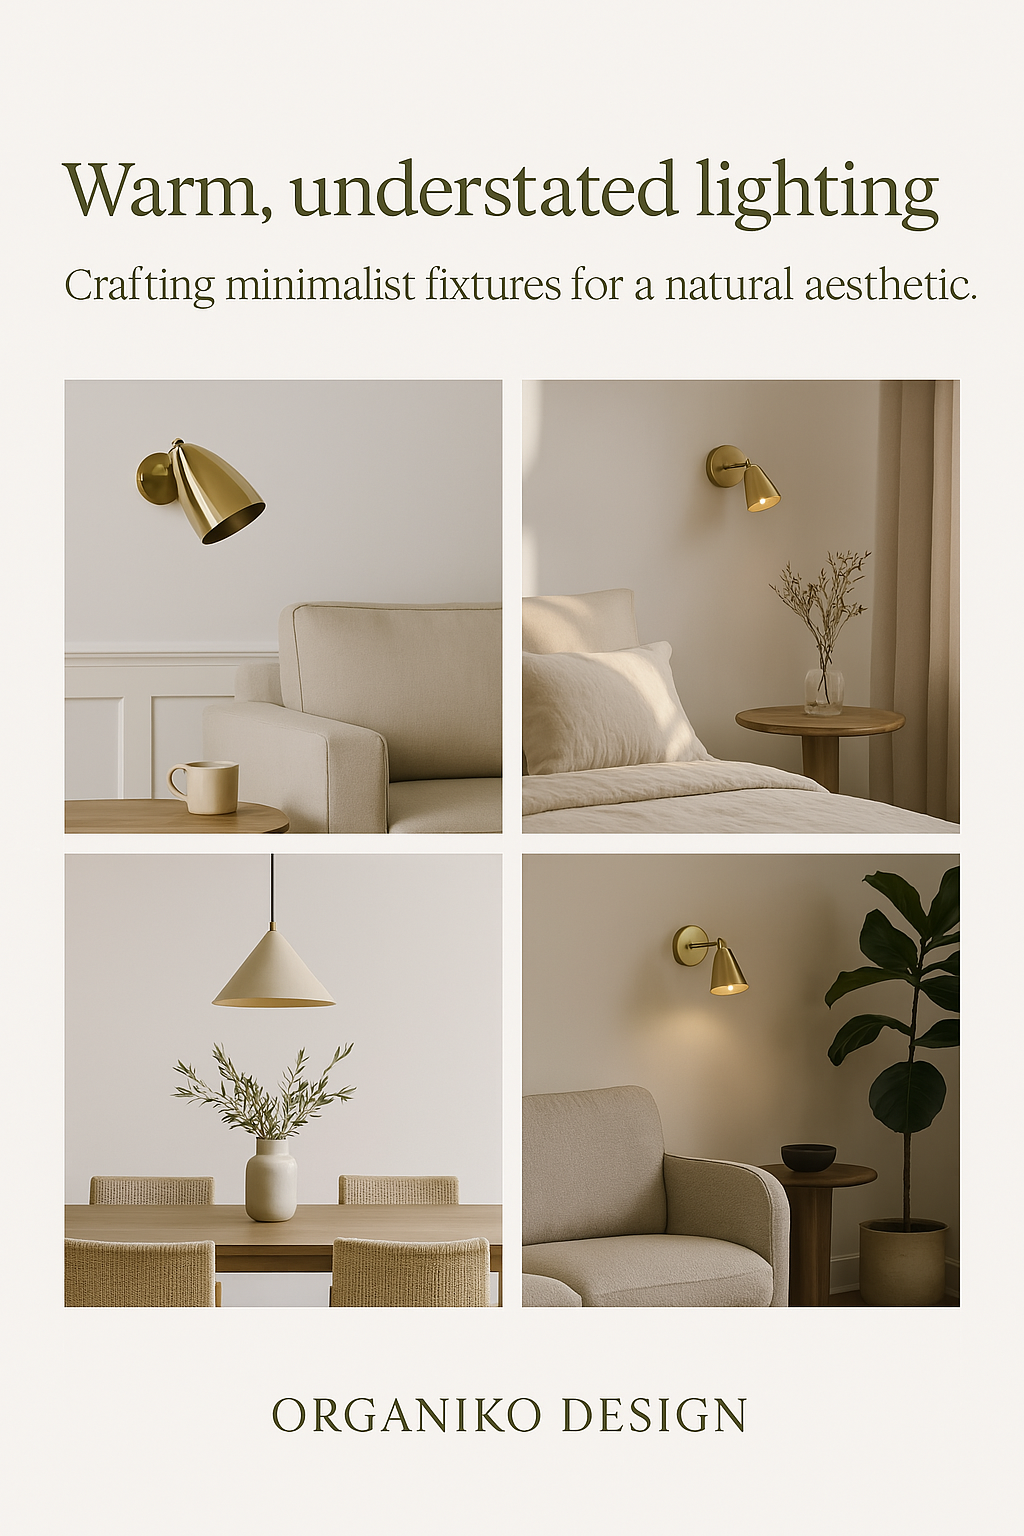 Warm, understated lighting
Crafting minimalist fixtures for a natural aesthetic.
ORGANIKO DESIGN